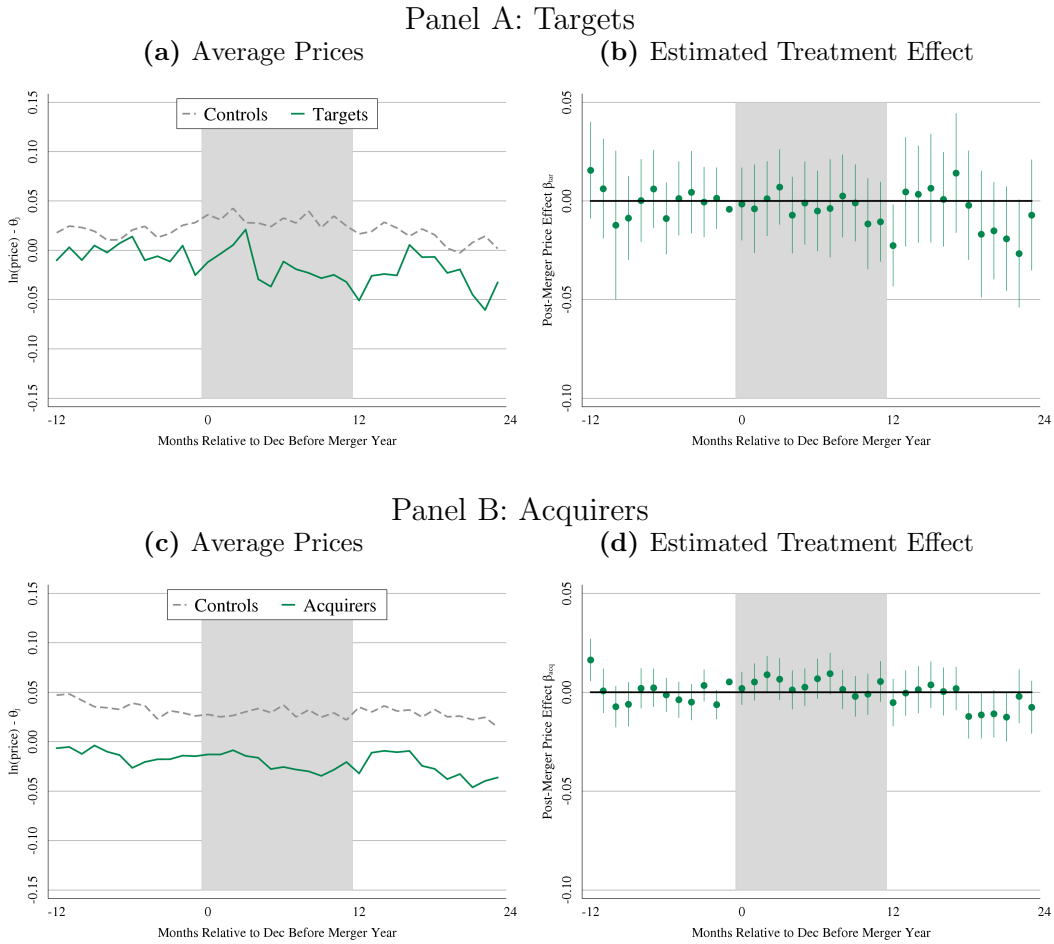 Panel A: Targets
(a) Average Prices
Controls Targets
ln(price) - θj
0.15
0.10
0.05
0.00
-0.05
-0.10
-0.15
-12 0 12 24
Months Relative to Dec Before Merger Year
(b) Estimated Treatment Effect
Post-Merger Price Effect βtar
0.05
0.00
-0.05
-0.10
-12 0 12 24
Months Relative to Dec Before Merger Year
Panel B: Acquirers
(c) Average Prices
Controls Acquirers
ln(price) - θj
0.15
0.10
0.05
0.00
-0.05
-0.10
-0.15
-12 0 12 24
Months Relative to Dec Before Merger Year
(d) Estimated Treatment Effect
Post-Merger Price Effect βacq
0.05
0.00
-0.05
-0.10
-12 0 12 24
Months Relative to Dec Before Merger Year